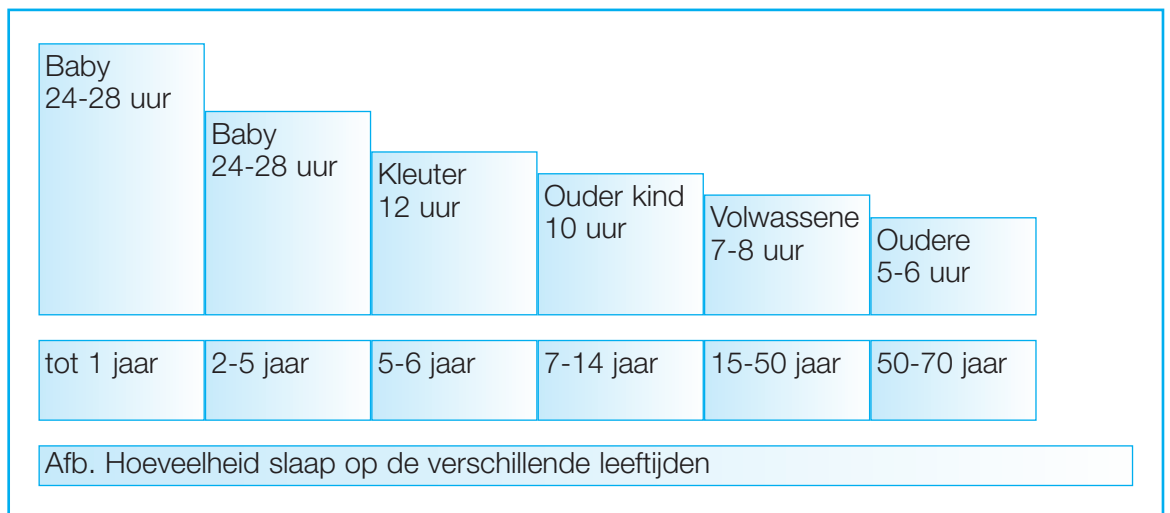 Baby
24-28 uur
Baby
24-28 uur
Kleuter
12 uur
Ouder kind
10 uur
Volwassene
7-8 uur
Oudere
5-6 uur
tot 1 jaar
2-5 jaar
5-6 jaar
7-14 jaar
15-50 jaar
50-70 jaar
Afb. Hoeveelheid slaap op de verschillende leeftijden